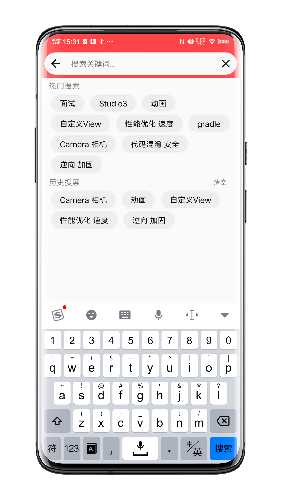 15:31
搜索关键词...
热门搜索
面试 Studio3 动画
自定义View 性能优化 速度 gradle
Camera 相机 代码混淆 安全
逆向 加固
历史搜索 清空
Camera 相机 动画 自定义View
性能优化 速度 逆向 加固
1 2 3 4 5 6 7 8 9 0
q w e r t y u i o p
a s d f g h j k l
z x c v b n m
符 123 , 。 中/英 搜索